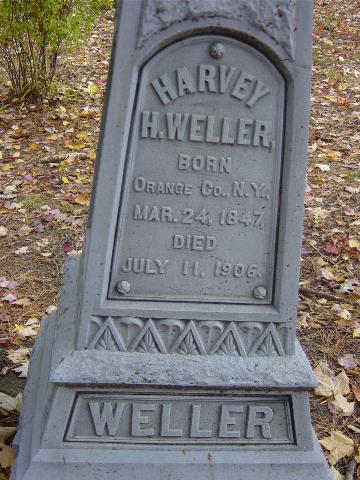 HARVEY
H. WELLER,
BORN
ORANGE CO., N.Y.,
MAR. 24, 1847,
DIED
JULY 11, 1906.
WELLER